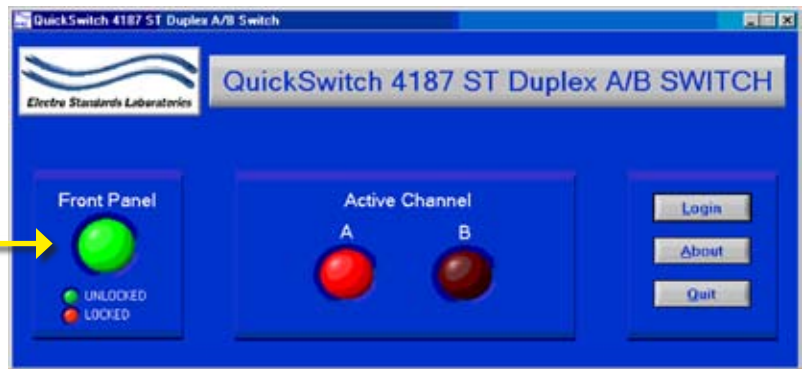 QuickSwitch 4187 ST Duplex A/B Switch
Electro Standards Laboratories
QuickSwitch 4187 ST Duplex A/B SWITCH
Front Panel
UNLOCKED
LOCKED
Active Channel
A B
Login
About
Quit